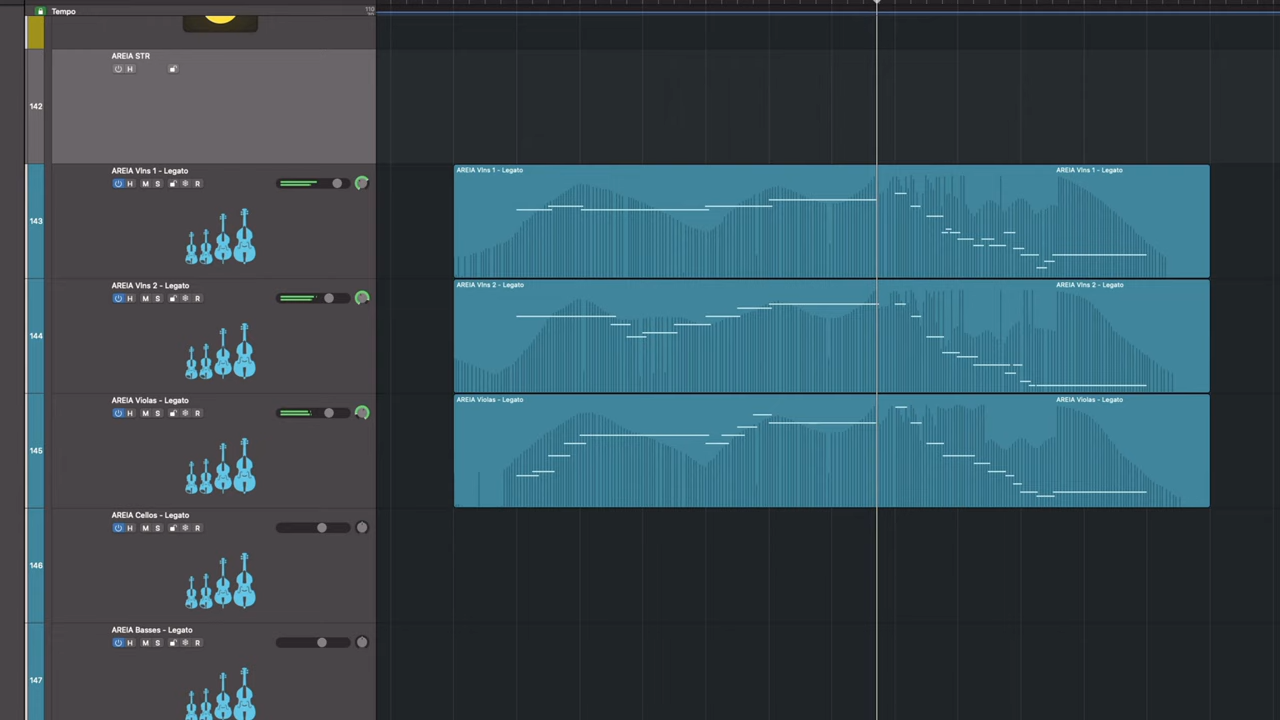 Tempo
110
AREIA STR
H
142
AREIA Vlns 1 - Legato
H M S R
143
AREIA Vlns 1 - Legato
AREIA Vlns 1 - Legato
AREIA Vlns 2 - Legato
H M S R
144
AREIA Vlns 2 - Legato
AREIA Vlns 2 - Legato
AREIA Violas - Legato
H M S R
145
AREIA Violas - Legato
AREIA Violas - Legato
AREIA Cellos - Legato
H M S R
146
AREIA Basses - Legato
H M S R
147